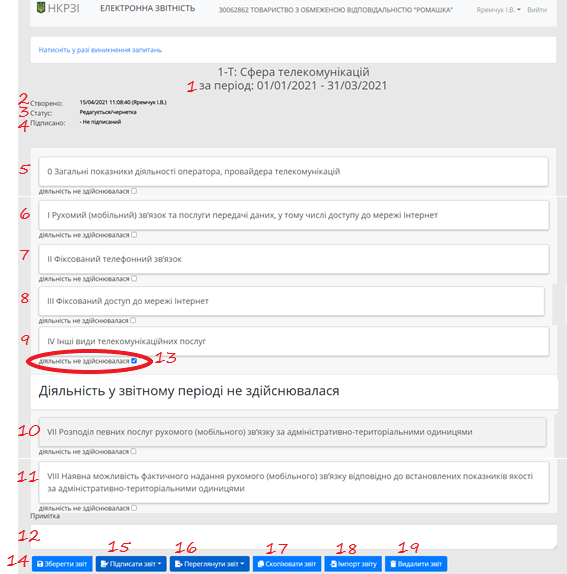 НКРЗІ ЕЛЕКТРОННА ЗВІТНІСТЬ 30062862 ТОВАРИСТВО З ОБМЕЖЕНОЮ ВІДПОВІДАЛЬНІСТЮ "РОМАШКА" Яремчук І.В. Вийти
Натисніть у разі виникнення запитань
1-Т: Сфера телекомунікацій
1 за період: 01/01/2021 - 31/03/2021
2 Створено: 15/04/2021 11:08:40 (Яремчук І.В.)
3 Статус: Редагується/чернетка
4 Підписано: - Не підписаний
5 0 Загальні показники діяльності оператора, провайдера телекомунікацій
діяльність не здійснювалася
6 I Рухомий (мобільний) зв'язок та послуги передачі даних, у тому числі доступу до мережі Інтернет
діяльність не здійснювалася
7 II Фіксований телефонний зв'язок
діяльність не здійснювалася
8 III Фіксований доступ до мережі Інтернет
діяльність не здійснювалася
9 IV Інші види телекомунікаційних послуг
діяльність не здійснювалася 13
Діяльність у звітному періоді не здійснювалася
10 VII Розподіл певних послуг рухомого (мобільного) зв'язку за адміністративно-територіальними одиницями
діяльність не здійснювалася
11 VIII Наявна можливість фактичного надання рухомого (мобільного) зв'язку відповідно до встановлених показників якості
за адміністративно-територіальними одиницями
діяльність не здійснювалася
Примітка
12
15 16 17 18 19
14 Зберегти звіт Підписати звіт Переглянути звіт Скопіювати звіт Імпорт звіту Видалити звіт